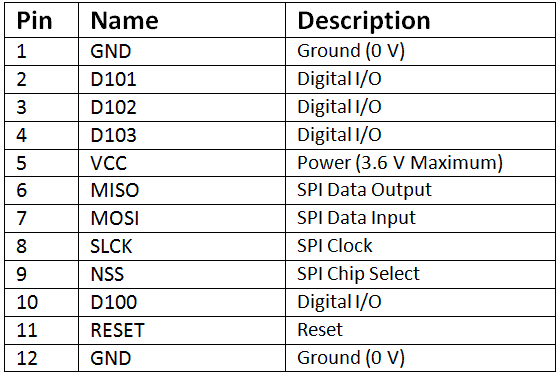 Pin Name Description
1 GND Ground (0 V)
2 D101 Digital I/O
3 D102 Digital I/O
4 D103 Digital I/O
5 VCC Power (3.6 V Maximum)
6 MISO SPI Data Output
7 MOSI SPI Data Input
8 SLCK SPI Clock
9 NSS SPI Chip Select
10 D100 Digital I/O
11 RESET Reset
12 GND Ground (0 V)